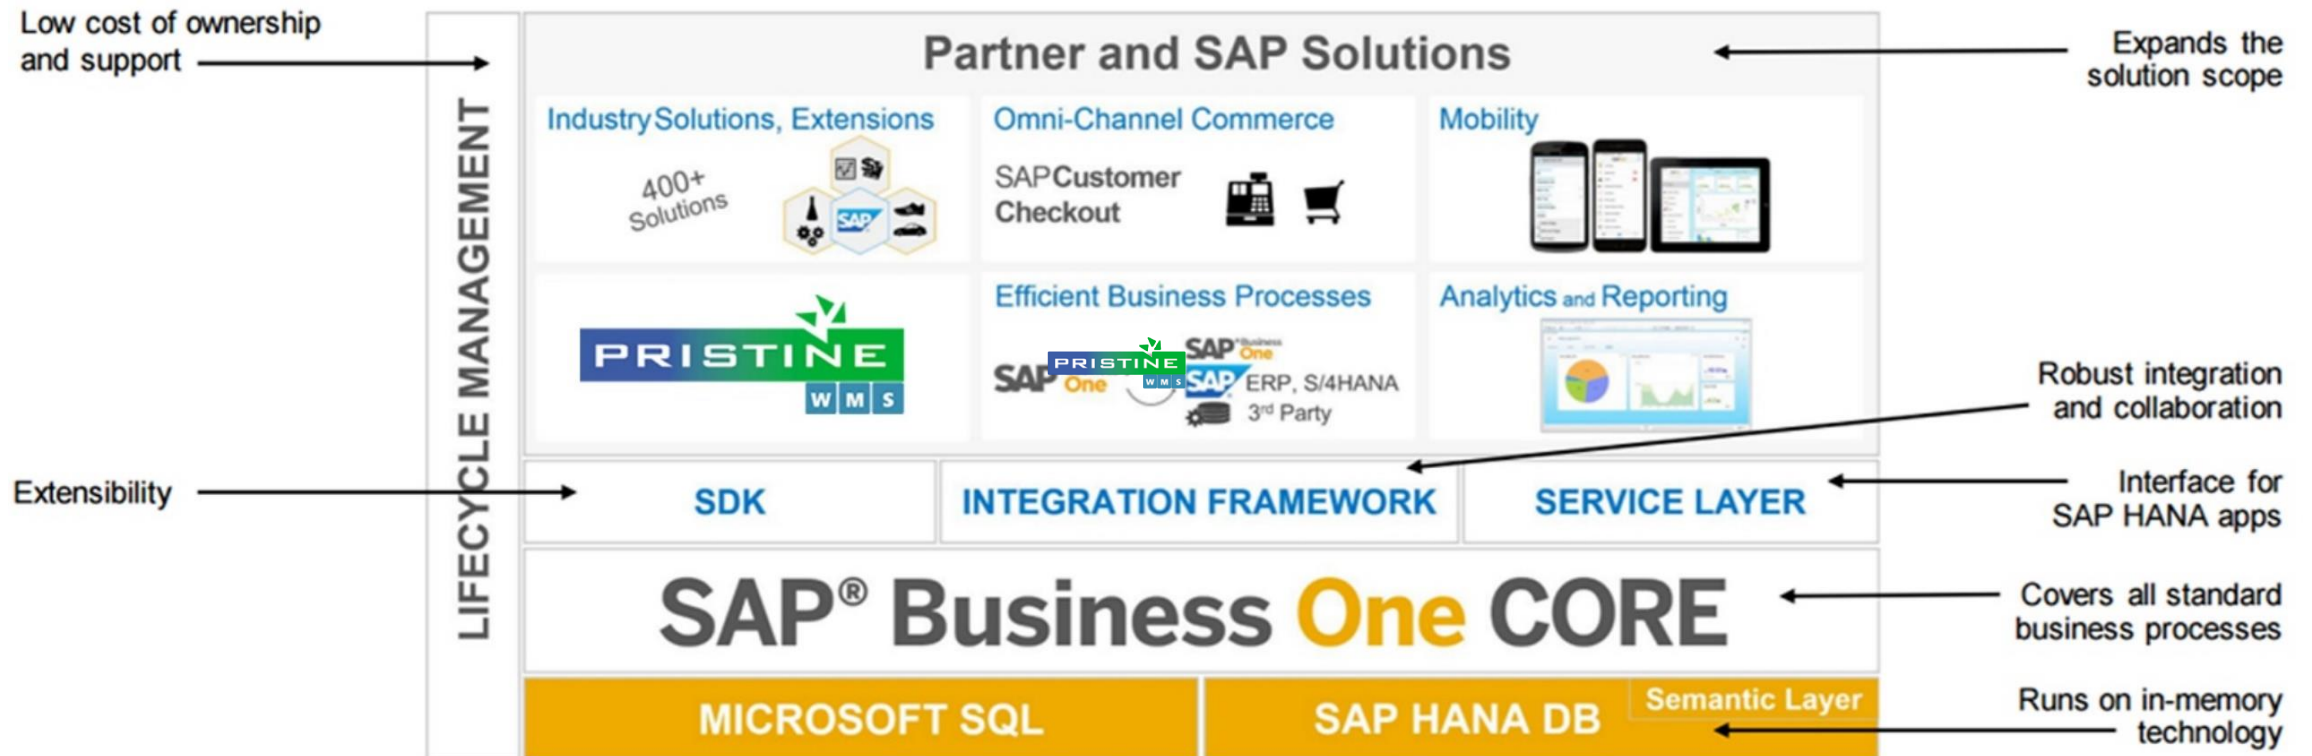 Low cost of ownership
and support
LIFECYCLE MANAGEMENT
Partner and SAP Solutions
Expands the
solution scope
Industry Solutions, Extensions
400+
Solutions
SAP
Omni-Channel Commerce
SAP Customer
Checkout
Mobility
PRISTINE
WMS
Efficient Business Processes
SAP One
PRISTINE
WMS
SAP Business
One
SAP ERP, S/4HANA
3rd Party
Analytics and Reporting
Robust integration
and collaboration
Extensibility
SDK
INTEGRATION FRAMEWORK
SERVICE LAYER
Interface for
SAP HANA apps
SAP® Business One CORE
Covers all standard
business processes
MICROSOFT SQL
SAP HANA DB
Semantic Layer
Runs on in-memory
technology